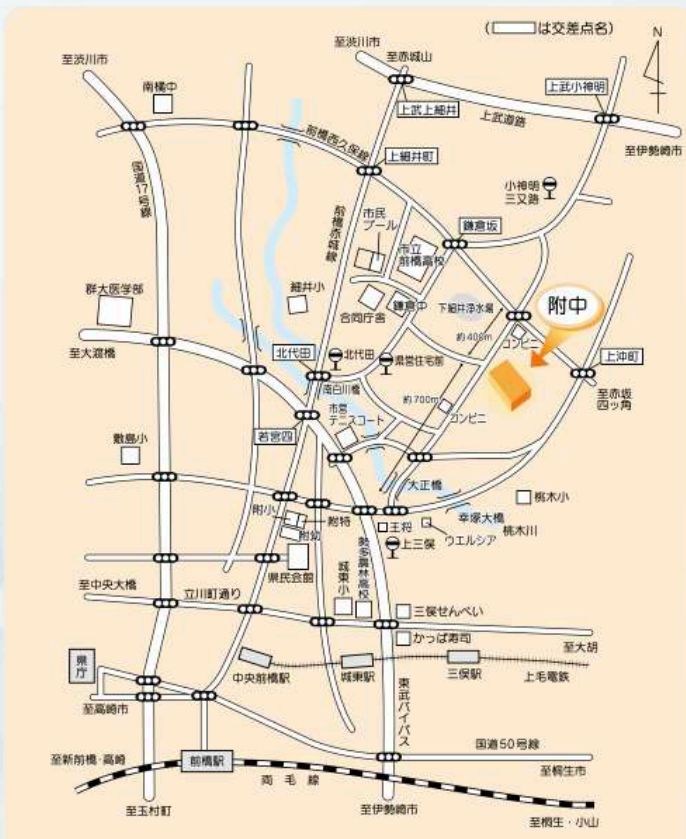 (　　は交差点名)
N
至渋川市
至赤城山
至渋川市
南橘中
上武上細井
上武小神明
上武道路
至伊勢崎市
前橋西久保線
上細井町
国道17号線
小神明
三又路
前橋赤城線
市民
プール
鎌倉坂
市立
前橋高校
群大医学部
細井小
合同庁舎
鎌倉中
下細井浄水場
附中
コンビニ
約400m
至大渡橋
北代田
北代田
県営住宅前
上沖町
南白川橋
至赤坂
四ッ角
約700m
コンビニ
若宮四
市営
テニスコート
敷島小
大正橋
桃木小
幸塚大橋
桃木川
附小
附特
附幼
王将
ウエルシア
上三俣
県民会館
城東小
勢多農林高校
至中央大橋
立川町通り
三俣せんべい
かっぱ寿司
至大胡
県庁
中央前橋駅
城東駅
三俣駅
上毛電鉄
至高崎市
東武バイパス
国道50号線
至新前橋・高崎
前橋駅
両毛線
至桐生市
至玉村町
至伊勢崎市
至桐生・小山